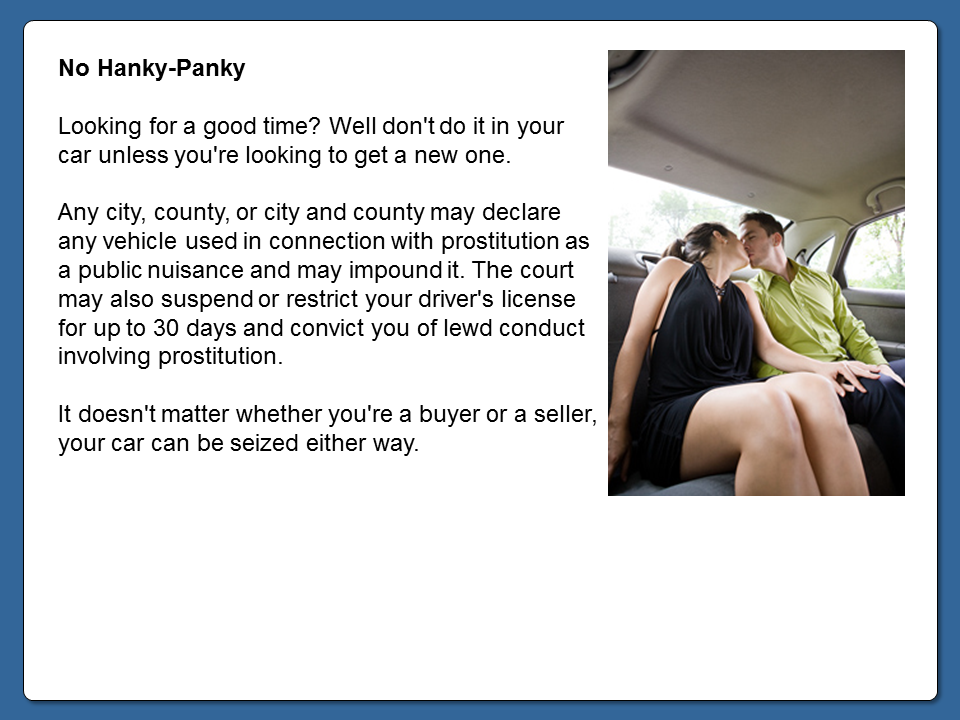 No Hanky-Panky
Looking for a good time? Well don't do it in your
car unless you're looking to get a new one.
Any city, county, or city and county may declare
any vehicle used in connection with prostitution as
a public nuisance and may impound it. The court
may also suspend or restrict your driver's license
for up to 30 days and convict you of lewd conduct
involving prostitution.
It doesn't matter whether you're a buyer or a seller,
your car can be seized either way.